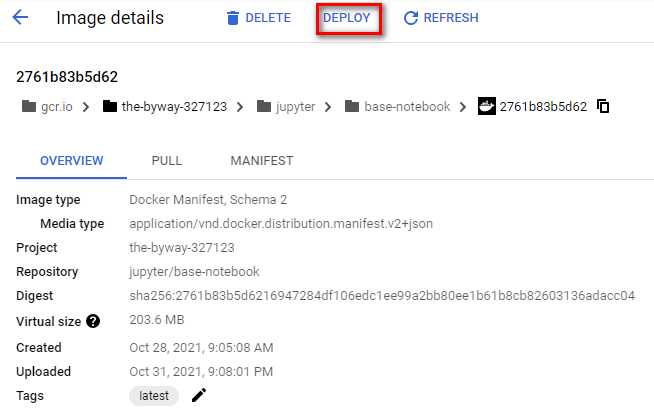 Image details DELETE DEPLOY REFRESH
2761b83b5d62
gcr.io the-byway-327123 jupyter base-notebook 2761b83b5d62
OVERVIEW PULL MANIFEST
Image type Docker Manifest, Schema 2
Media type application/vnd.docker.distribution.manifest.v2+json
Project the-byway-327123
Repository jupyter/base-notebook
Digest sha256:2761b83b5d6216947284df106edc1ee99a2bb80ee1b61b8cb82603136adacc04
Virtual size ? 203.6 MB
Created Oct 28, 2021, 9:05:08 AM
Uploaded Oct 31, 2021, 9:08:01 PM
Tags latest